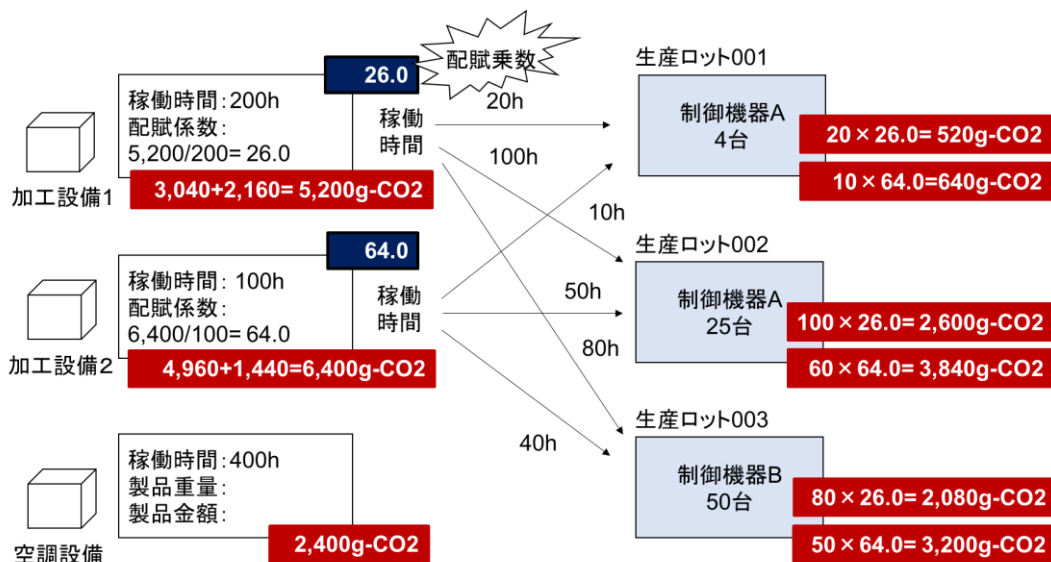 配賦乗数
26.0
稼働時間:200h
配賦係数:
5,200/200= 26.0
3,040+2,160= 5,200g-CO2
加工設備1
稼働
時間
20h
100h
10h
50h
80h
40h
64.0
稼働時間: 100h
配賦係数:
6,400/100= 64.0
4,960+1,440=6,400g-CO2
加工設備2
稼働
時間
稼働時間:400h
製品重量:
製品金額:
2,400g-CO2
空調設備
生産ロット001
制御機器A
4台
20×26.0= 520g-CO2
10×64.0=640g-CO2
生産ロット002
制御機器A
25台
100×26.0= 2,600g-CO2
60×64.0= 3,840g-CO2
生産ロット003
制御機器B
50台
80×26.0= 2,080g-CO2
50×64.0= 3,200g-CO2